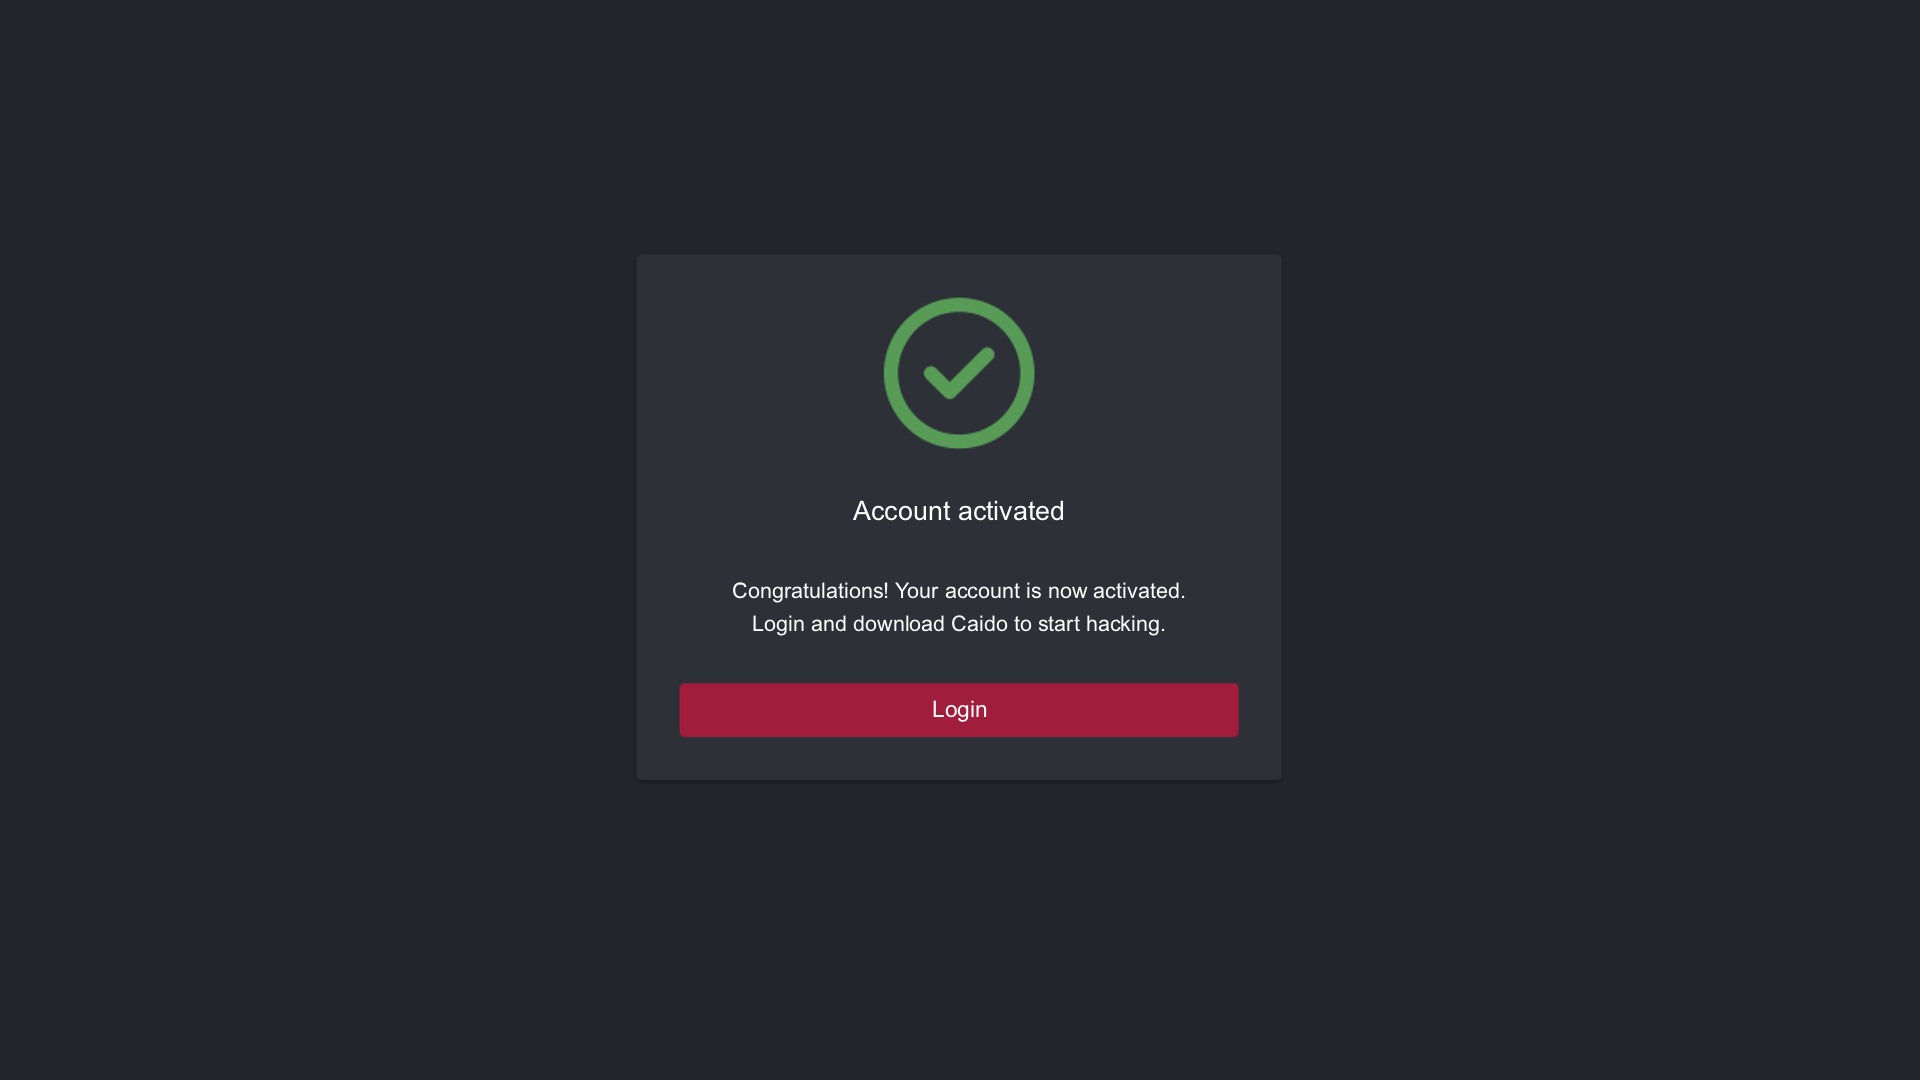 Account activated
Congratulations! Your account is now activated.
Login and download Caido to start hacking.
Login